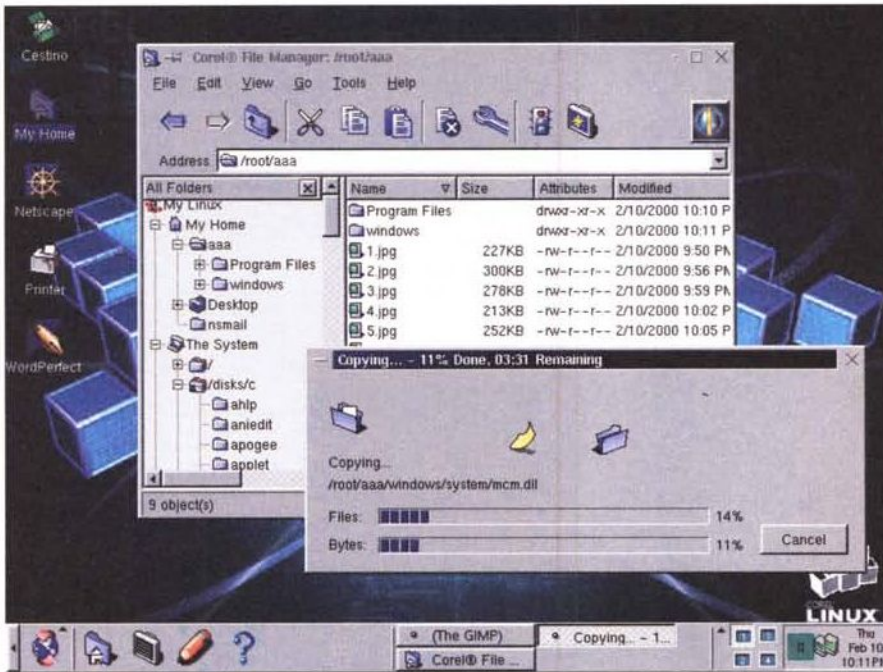 Cestino
My Home
Netscape
Printer
WordPerfect
Corel® File Manager: /root/aaa
File Edit View Go Tools Help
Address /root/aaa
All Folders
My Linux
My Home
aaa
Program Files
windows
Desktop
nsmail
The System
/
/disks/c
ahlp
aniedit
apogee
applet
9 object(s)
Name Size Attributes Modified
Program Files drwxr-xr-x 2/10/2000 10:10 P
windows drwxr-xr-x 2/10/2000 10:11 P
1.jpg 227KB -rw-r--r-- 2/10/2000 9:50 PM
2.jpg 300KB -rw-r--r-- 2/10/2000 9:56 PM
3.jpg 278KB -rw-r--r-- 2/10/2000 9:59 PM
4.jpg 213KB -rw-r--r-- 2/10/2000 10:02 P
5.jpg 252KB -rw-r--r-- 2/10/2000 10:05 P
Copying... - 11% Done, 03:31 Remaining
Copying...
/root/aaa/windows/system/mcm.dll
Files: 14%
Bytes: 11%
Cancel
COREL
LINUX
(The GIMP)
Corel® File ...
Copying... - 1...
Thu
Feb 10
10:11PM